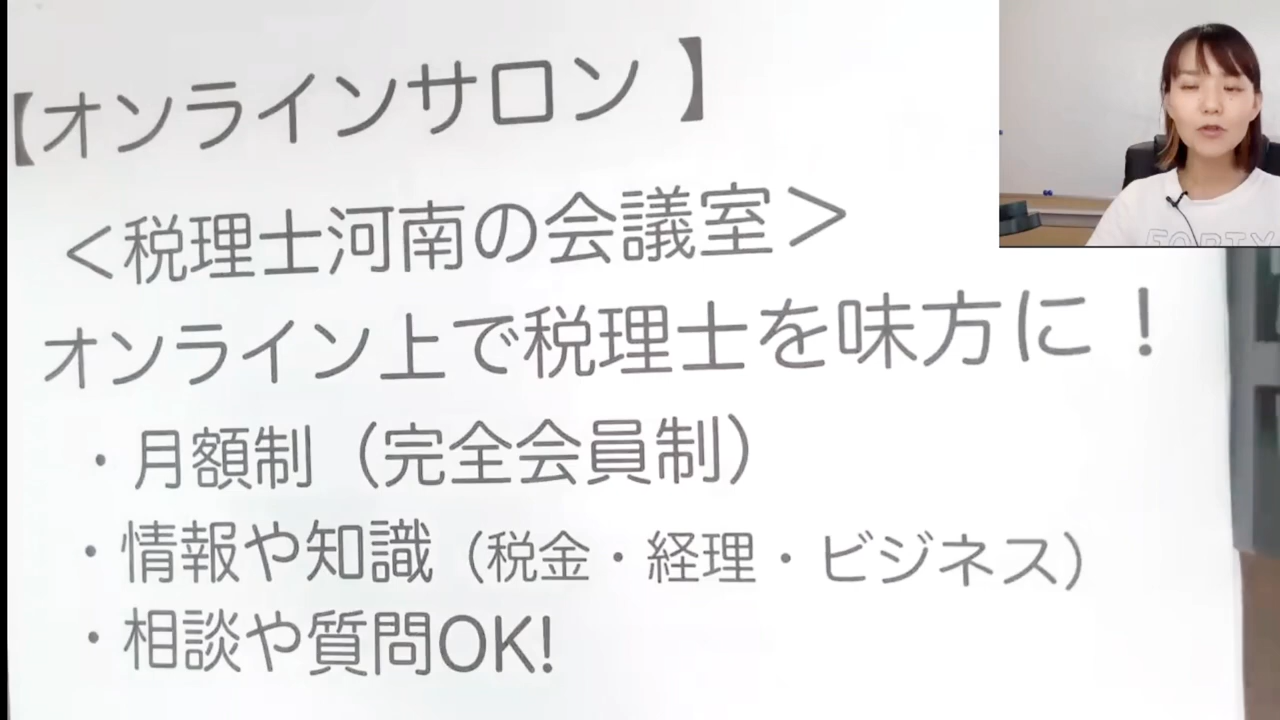 【オンラインサロン 】
＜税理士河南の会議室＞
オンライン上で税理士を味方に！
・月額制（完全会員制）
・情報や知識（税金・経理・ビジネス）
・相談や質問OK!
FORTY